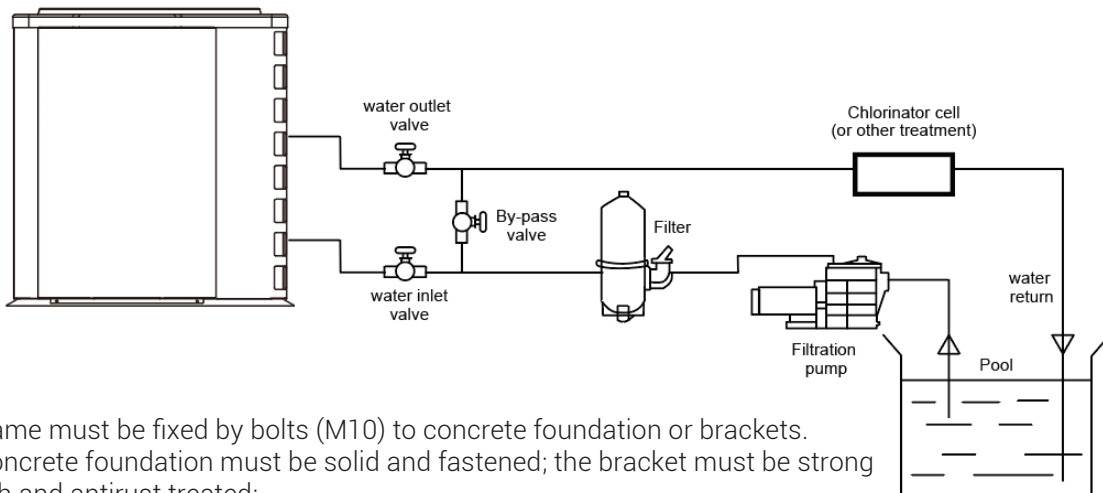 water outlet
valve
Chlorinator cell
(or other treatment)
By-pass
valve
Filter
water inlet
valve
water
return
Filtration
pump
Pool
ame must be fixed by bolts (M10) to concrete foundation or brackets.
oncrete foundation must be solid and fastened; the bracket must be strong
h and antirust treated;